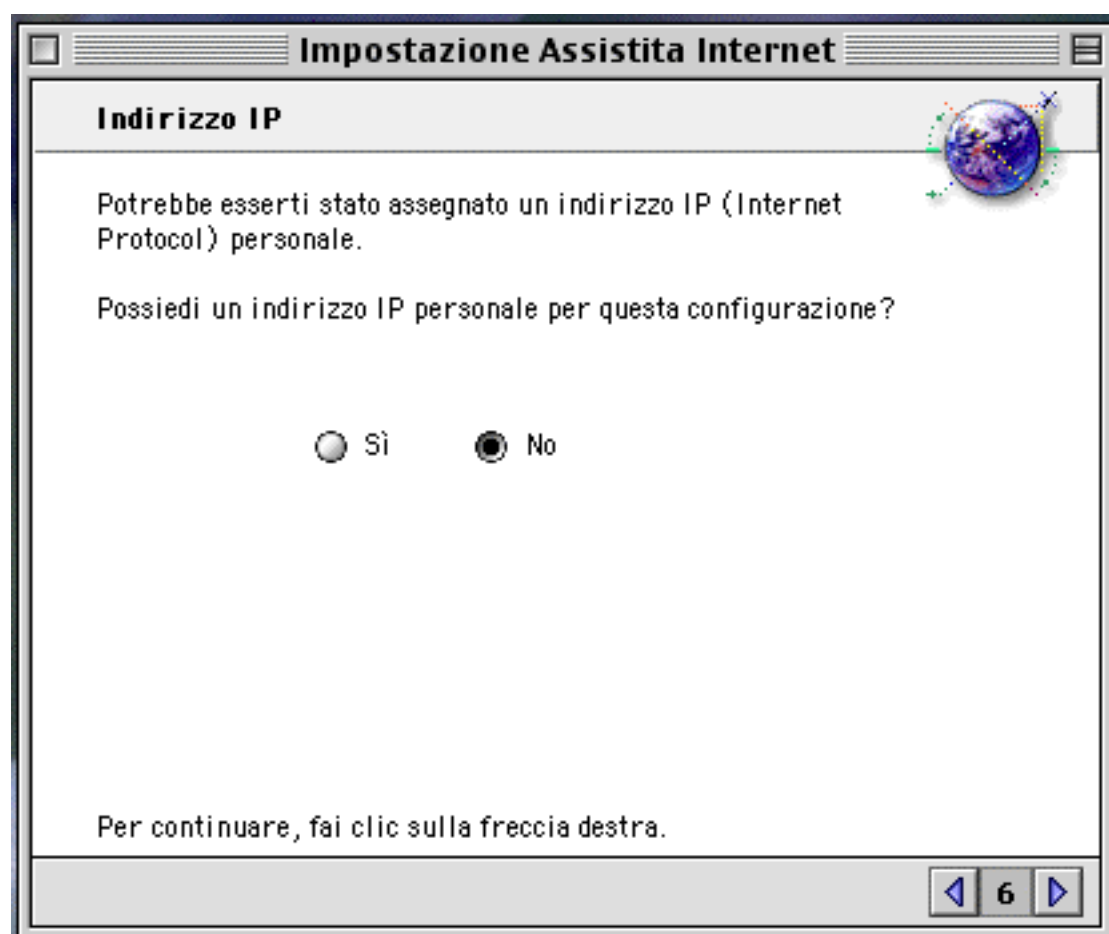 Impostazione Assistita Internet
Indirizzo IP
Potrebbe esserti stato assegnato un indirizzo IP (Internet
Protocol) personale.
Possiedi un indirizzo IP personale per questa configurazione?
Sì No
Per continuare, fai clic sulla freccia destra.
6